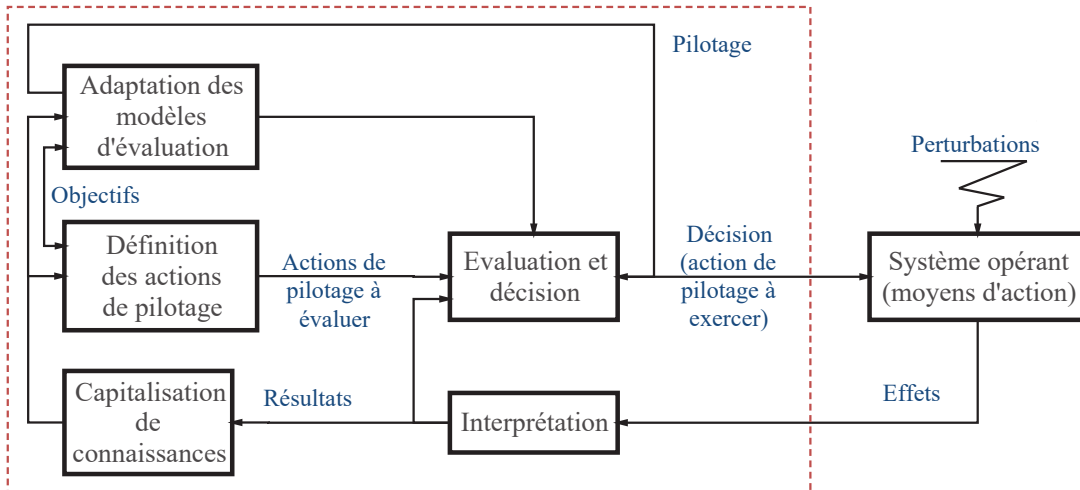 Pilotage
Adaptation des
modèles
d'évaluation
Perturbations
Objectifs
Définition
des actions
de pilotage
Actions de
pilotage à
évaluer
Evaluation et
décision
Décision
(action de
pilotage à
exercer)
Système opérant
(moyens d'action)
Capitalisation
de
connaissances
Résultats
Interprétation
Effets